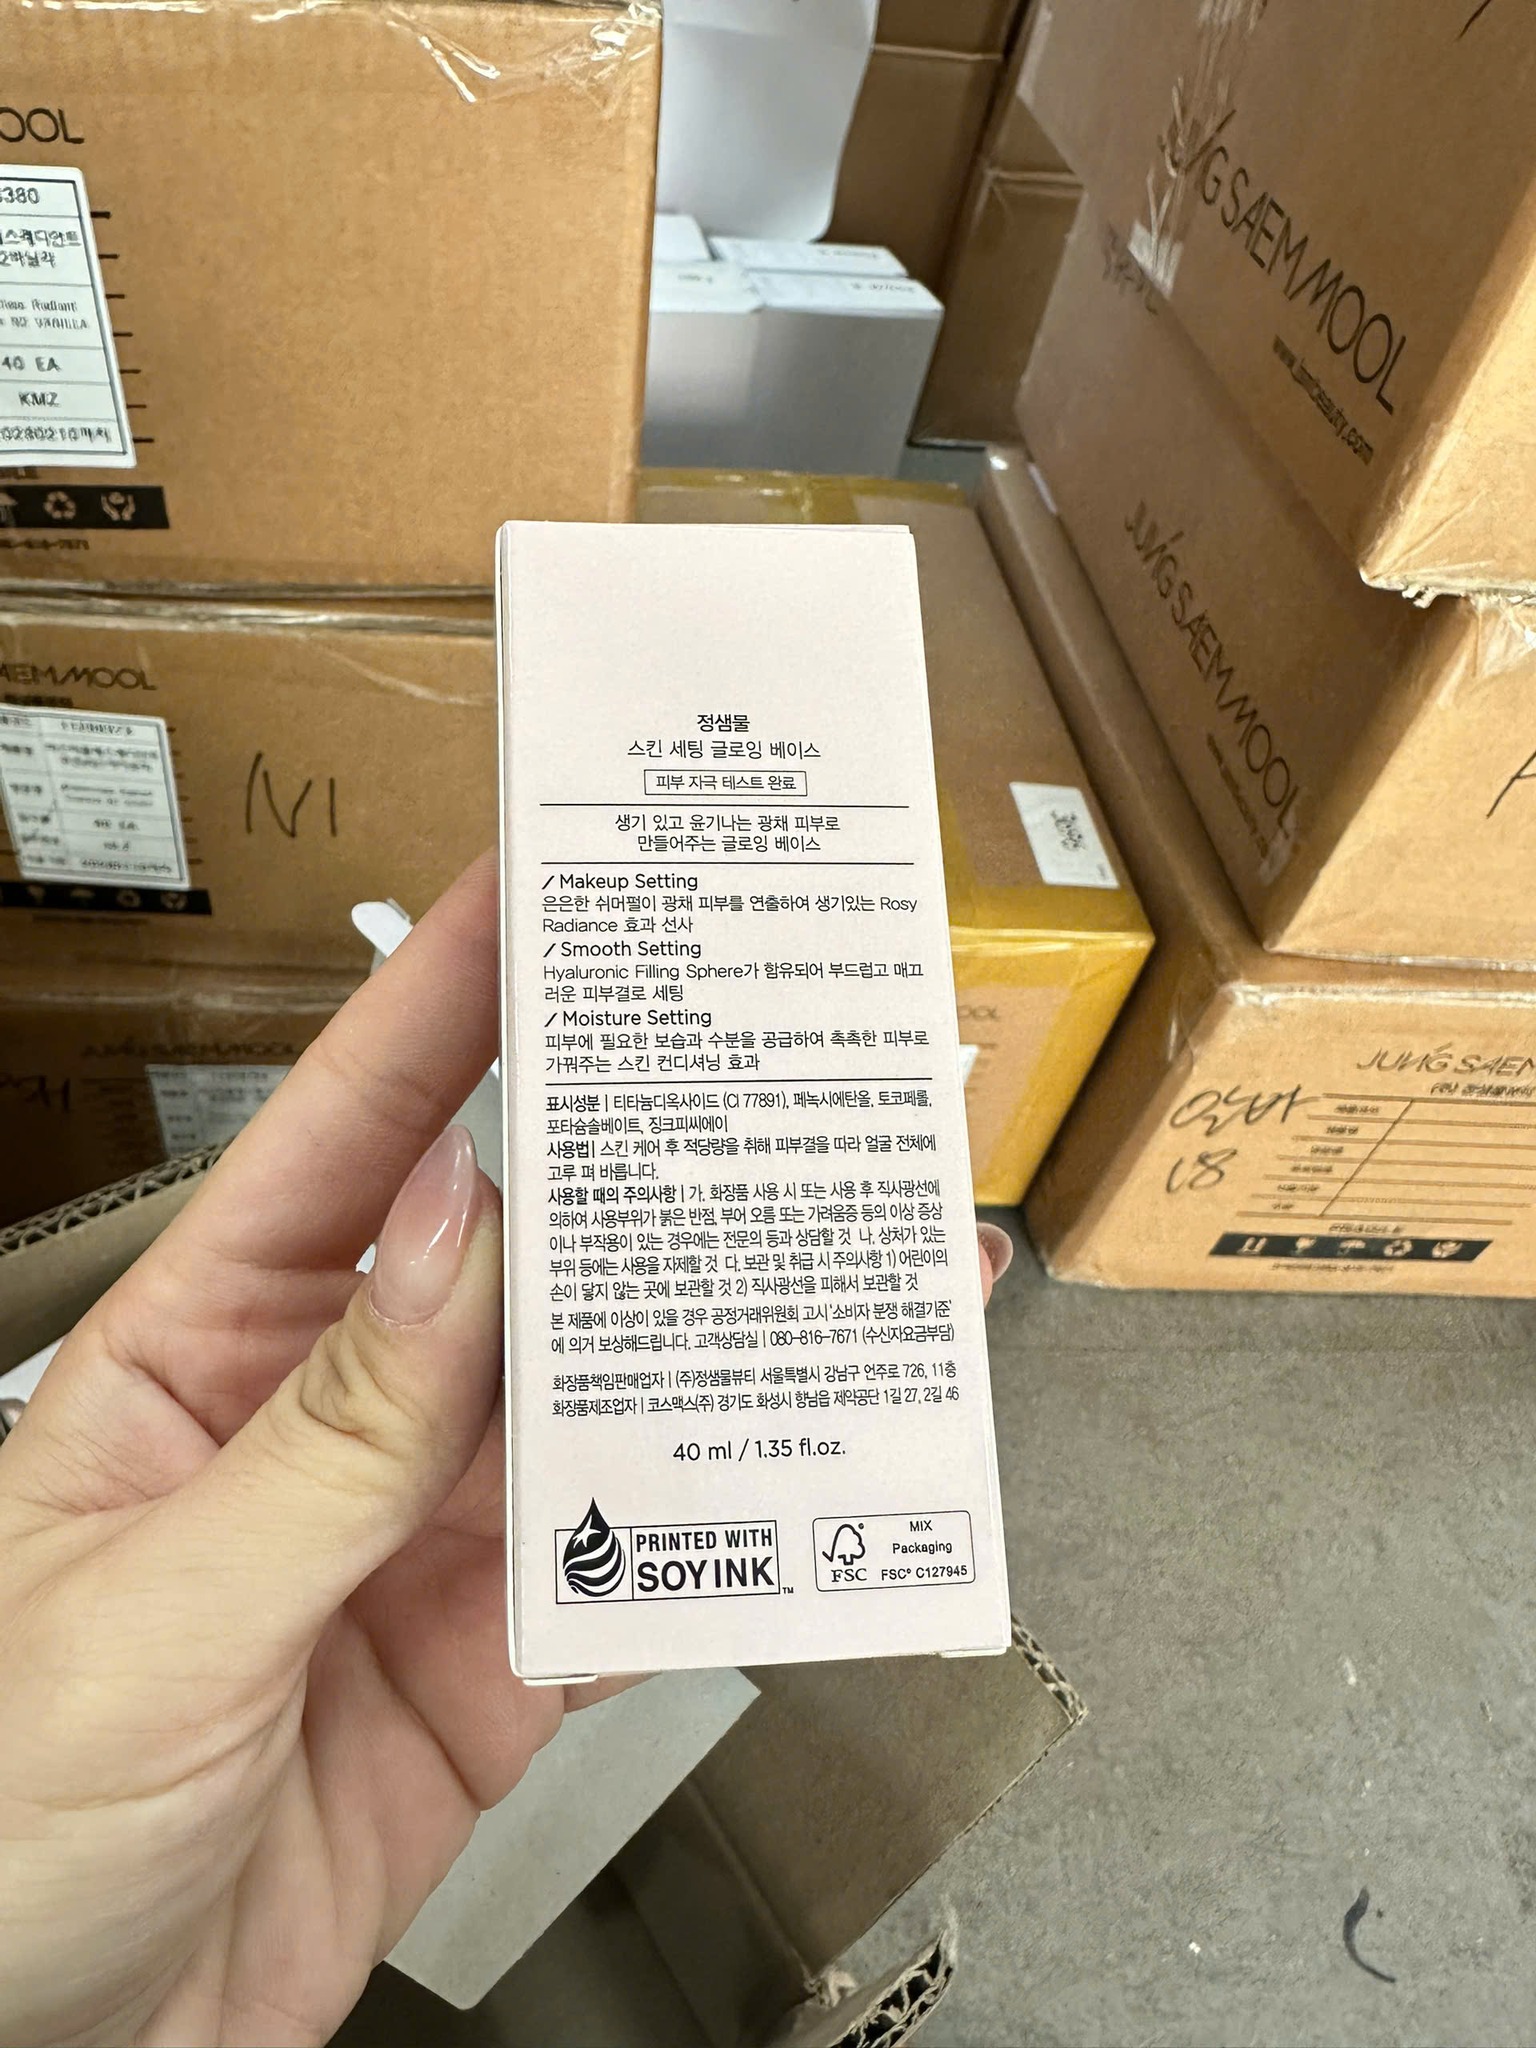 정샘물
스킨 세팅 글로잉 베이스
피부 자극 테스트 완료
생기 있고 윤기나는 광채 피부로
만들어주는 글로잉 베이스
/ Makeup Setting
은은한 쉬머펄이 광채 피부를 연출하여 생기있는 Rosy
Radiance 효과 선사
/ Smooth Setting
Hyaluronic Filling Sphere가 함유되어 부드럽고 매끄
러운 피부결로 세팅
/ Moisture Setting
피부에 필요한 보습과 수분을 공급하여 촉촉한 피부로
가꿔주는 스킨 컨디셔닝 효과
표시성분 | 티타늄디옥사이드 (CI 77891), 페녹시에탄올, 토코페롤,
포타슘솔베이트, 징크피씨에이
사용법 | 스킨 케어 후 적당량을 취해 피부결을 따라 얼굴 전체에
고루 펴 바릅니다.
사용할 때의 주의사항 | 가. 화장품 사용 시 또는 사용 후 직사광선에
의하여 사용부위가 붉은 반점, 부어 오름 또는 가려움증 등의 이상 증상
이나 부작용이 있는 경우에는 전문의 등과 상담할 것 나. 상처가 있는
부위 등에는 사용을 자제할 것 다. 보관 및 취급 시 주의사항 1) 어린이의
손이 닿지 않는 곳에 보관할 것 2) 직사광선을 피해서 보관할 것
본 제품에 이상이 있을 경우 공정거래위원회 고시 '소비자 분쟁 해결기준'
에 의거 보상해드립니다. 고객상담실 | 080-816-7671 (수신자요금부담)
화장품책임판매업자 | (주)정샘물뷰티 서울특별시 강남구 언주로 726, 11층
화장품제조업자 | 코스맥스(주) 경기도 화성시 향남읍 제약공단 1길 27, 2길 46
40 ml / 1.35 fl.oz.
PRINTED WITH
SOY INK ™
FSC
MIX
Packaging
FSC® C127945
OOL
380
40 EA
KMZ
AEMMOOL
N1
JUNG SAEM MOOL
www.jsmbeauty.com
JUNG SAEM MOOL
JUNG SAEM